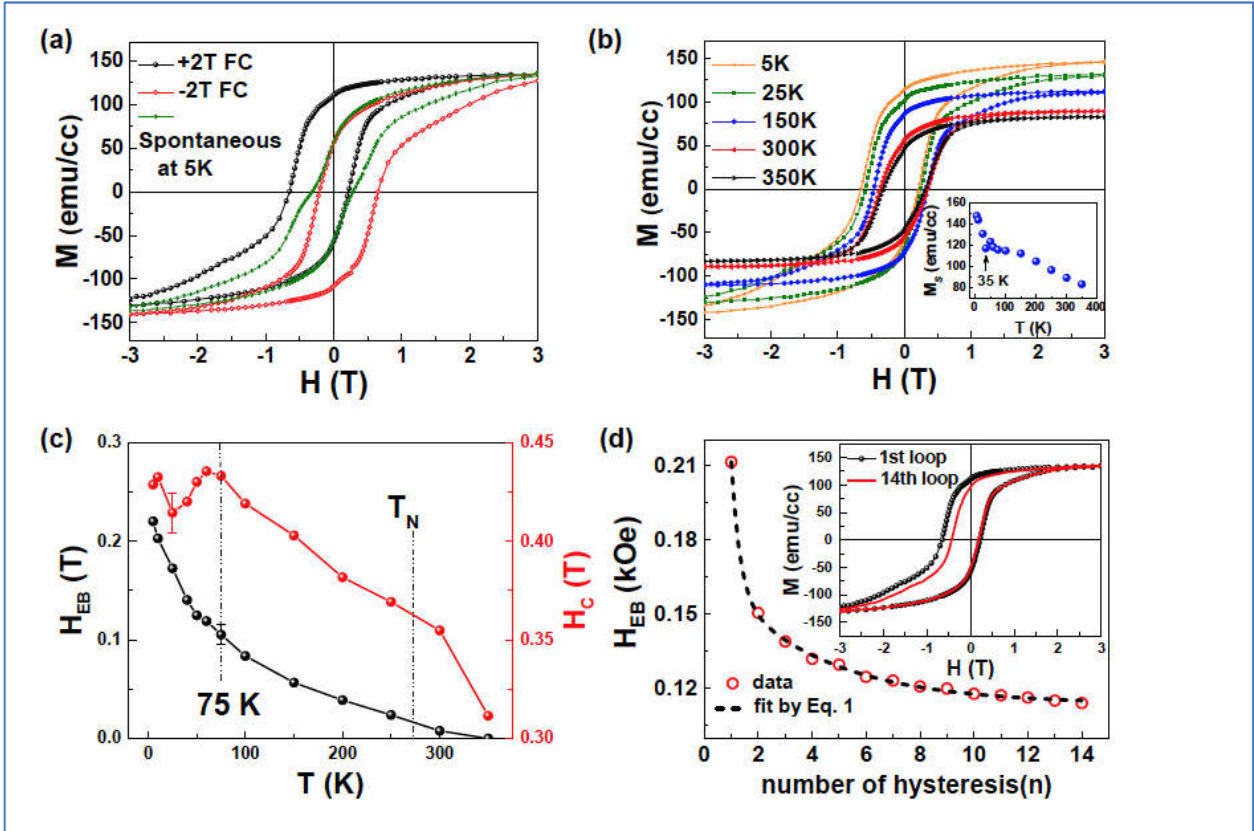 (a)
+2T FC
-2T FC
Spontaneous
at 5K
150
100
50
0
-50
-100
-150
M (emu/cc)
-3 -2 -1 0 1 2 3
H (T)
(b)
5K
25K
150K
300K
350K
150
100
50
0
-50
-100
-150
M (emu/cc)
-3 -2 -1 0 1 2 3
H (T)
160
140
120
100
80
M_S (emu/cc)
35 K
0 100 200 300 400
T (K)
(c)
0.3
0.2
0.1
0.0
H_EB (T)
0.45
0.40
0.35
0.30
H_C (T)
T_N
75 K
0 100 200 300
T (K)
(d)
0.21
0.18
0.15
0.12
H_EB (kOe)
data
fit by Eq. 1
0 2 4 6 8 10 12 14
number of hysteresis(n)
1st loop
14th loop
150
100
50
0
-50
-100
-150
M (emu/cc)
-3 -2 -1 0 1 2 3
H (T)